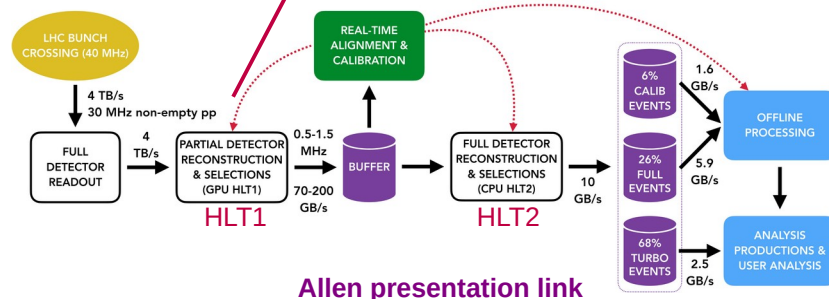 LHC BUNCH
CROSSING (40 MHz)
4 TB/s
30 MHz non-empty pp
FULL
DETECTOR
READOUT
4
TB/s
PARTIAL DETECTOR
RECONSTRUCTION
& SELECTIONS
(GPU HLT1)
HLT1
0.5-1.5
MHz
70-200
GB/s
REAL-TIME
ALIGNMENT &
CALIBRATION
BUFFER
FULL DETECTOR
RECONSTRUCTION
& SELECTIONS
(CPU HLT2)
HLT2
10
GB/s
6%
CALIB
EVENTS
26%
FULL
EVENTS
68%
TURBO
EVENTS
1.6
GB/s
5.9
GB/s
2.5
GB/s
OFFLINE
PROCESSING
ANALYSIS
PRODUCTIONS &
USER ANALYSIS
Allen presentation link